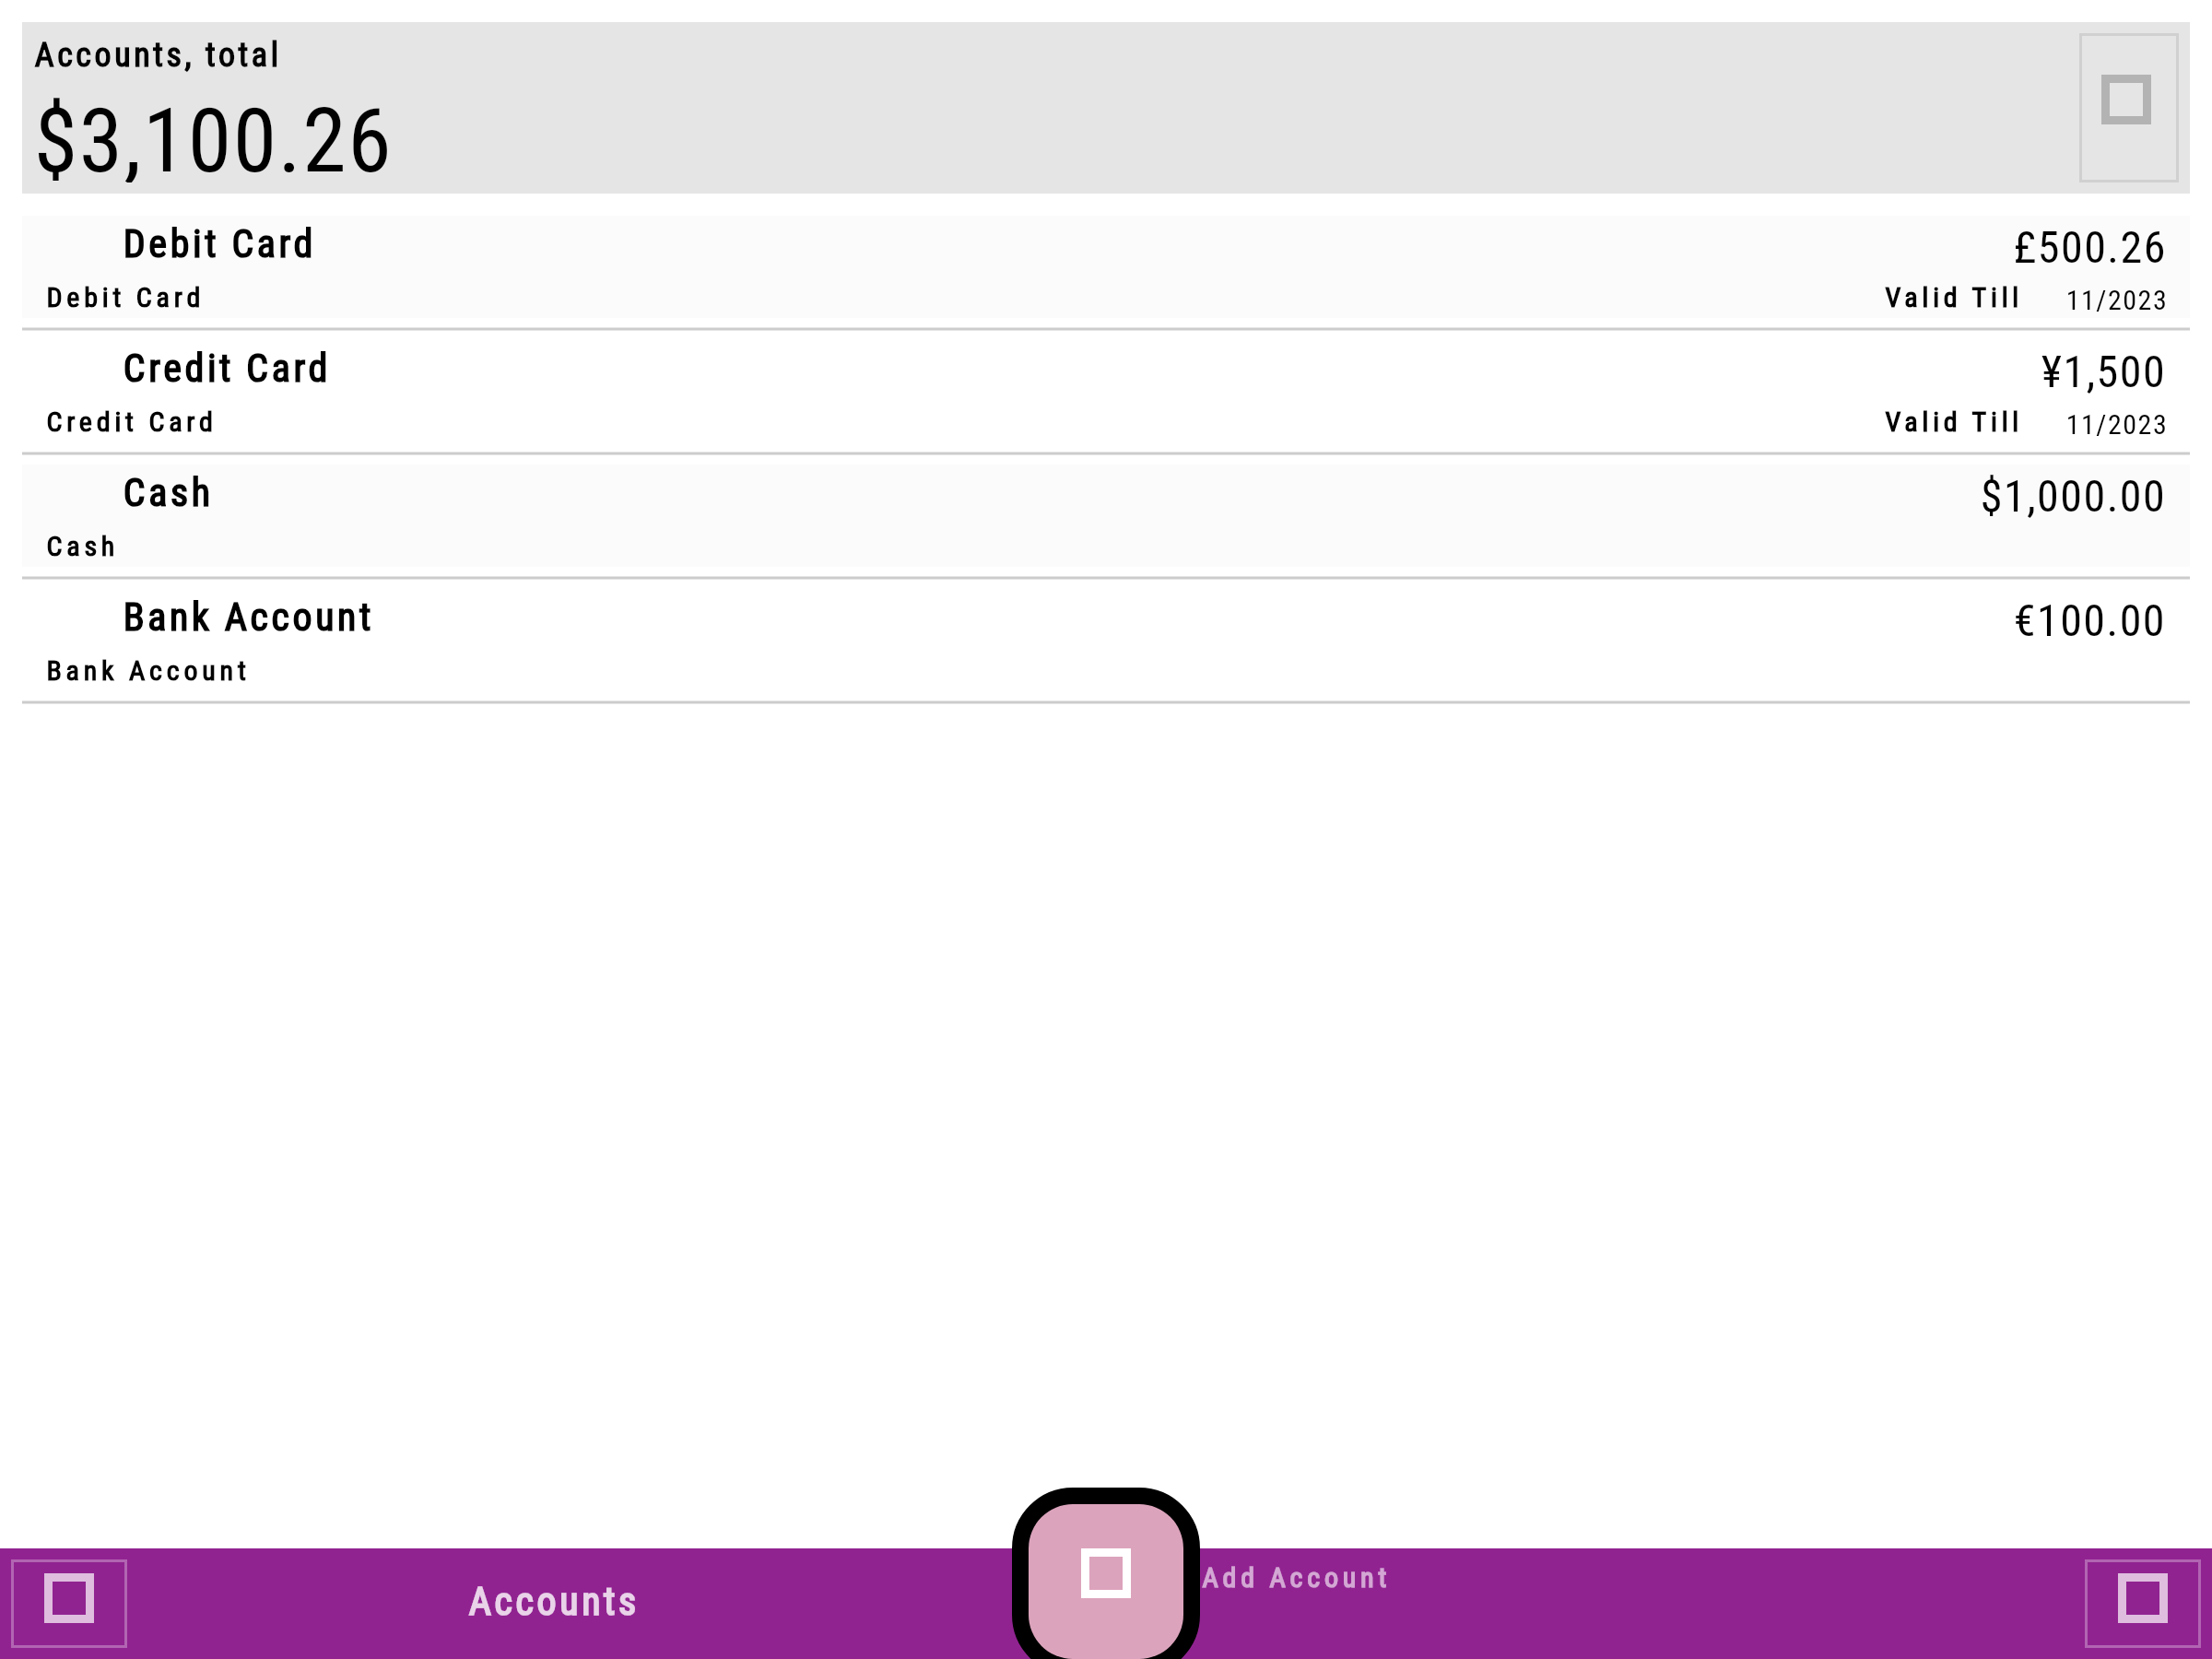 Accounts, total
$3,100.26
Debit Card
£500.26
Debit Card
Valid Till 11/2023
Credit Card
¥1,500
Credit Card
Valid Till 11/2023
Cash
$1,000.00
Cash
Bank Account
€100.00
Bank Account
Add Account
Accounts